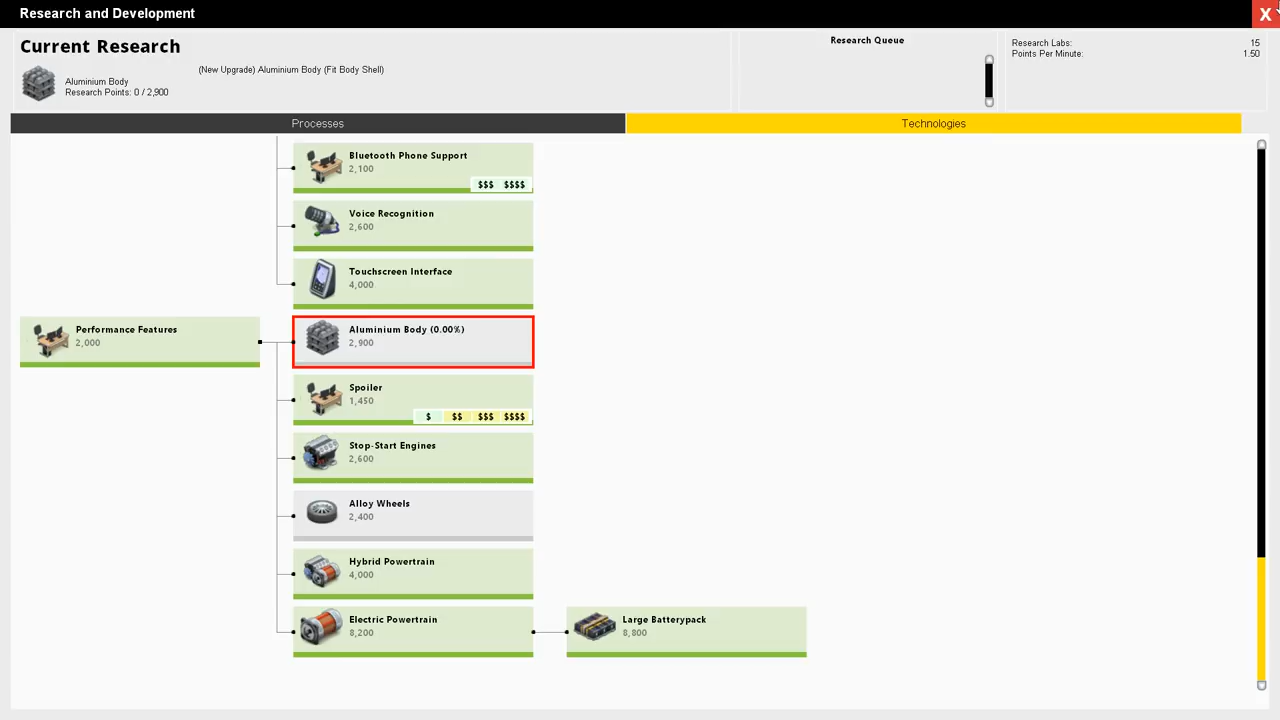 Research and Development
X
Current Research
(New Upgrade) Aluminium Body (Fit Body Shell)
Aluminium Body
Research Points: 0 / 2,900
Research Queue
Research Labs: 15
Points Per Minute: 1.50
Processes
Technologies
Bluetooth Phone Support
2,100
$$$ $$$$
Voice Recognition
2,600
Touchscreen Interface
4,000
Performance Features
2,000
Aluminium Body (0.00%)
2,900
Spoiler
1,450
$ $$ $$$ $$$$
Stop-Start Engines
2,600
Alloy Wheels
2,400
Hybrid Powertrain
4,000
Electric Powertrain
8,200
Large Batterypack
8,800